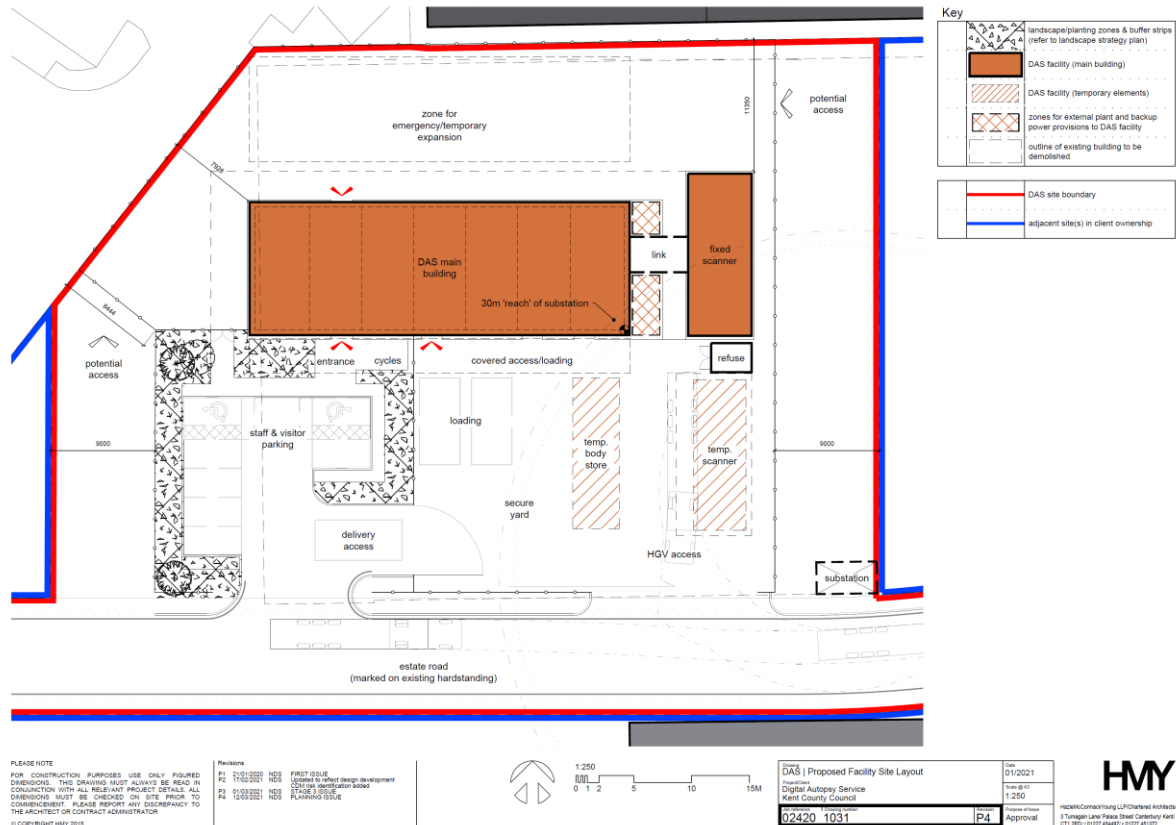 Key
landscape/planting zones & buffer strips
(refer to landscape strategy plan)
DAS facility (main building)
DAS facility (temporary elements)
zones for external plant and backup
power provisions to DAS facility
outline of existing building to be
demolished
DAS site boundary
adjacent site(s) in client ownership
zone for
emergency/temporary
expansion
potential
access
11350
7926
DAS main
building
link
fixed
scanner
30m 'reach' of substation
8444
potential
access
entrance
cycles
covered access/loading
refuse
staff & visitor
parking
loading
temp.
body
store
temp.
scanner
9000
9000
secure
yard
delivery
access
HGV access
substation
estate road
(marked on existing hardstanding)
PLEASE NOTE
FOR CONSTRUCTION PURPOSES USE ONLY FIGURED
DIMENSIONS. THIS DRAWING MUST ALWAYS BE READ IN
CONJUNCTION WITH ALL RELEVANT PROJECT DETAILS. ALL
DIMENSIONS MUST BE CHECKED ON SITE PRIOR TO
COMMENCEMENT. PLEASE REPORT ANY DISCREPANCY TO
THE ARCHITECT OR CONTRACT ADMINISTRATOR
© COPYRIGHT HMY 2015
Revisions
P1 21/01/2020 NDS FIRST ISSUE
P2 17/02/2021 NDS Updated to reflect design development
CDM risk identification added
P3 01/03/2021 NDS STAGE 3 ISSUE
P4 12/03/2021 NDS PLANNING ISSUE
1:250
0 1 2 5 10 15M
Drawing
DAS | Proposed Facility Site Layout
Project/Client
Digital Autopsy Service
Kent County Council
Job reference Drawing number
02420 1031
Revision
P4
Date
01/2021
Scale @ A3
1:250
Purpose of Issue
Approval
HMY
HazleMcCormackYoung LLP/Chartered Architects
3 Turnagain Lane/ Palace Street/ Canterbury/ Kent